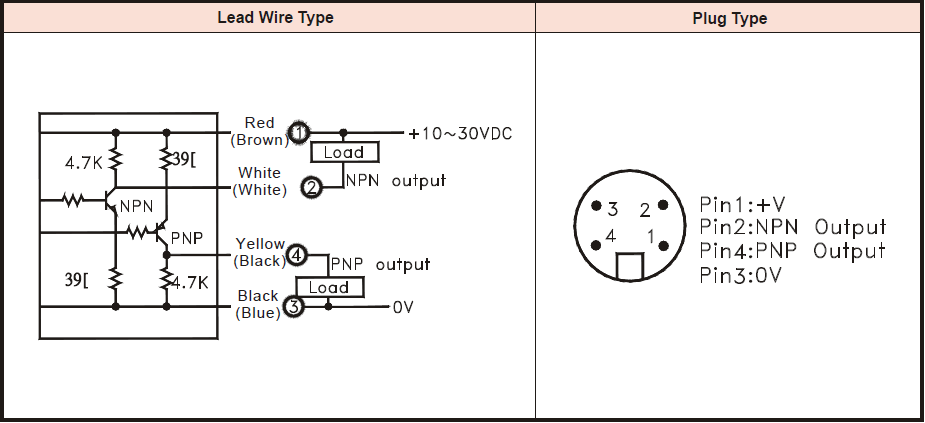 Lead Wire Type
Plug Type
Red
(Brown)
1
+10~30VDC
4.7K
39[
Load
White
(White)
2
NPN output
NPN
PNP
Yellow
(Black)
4
PNP output
39[
4.7K
Load
Black
(Blue)
3
0V
3 2
4 1
Pin1:+V
Pin2:NPN Output
Pin4:PNP Output
Pin3:0V